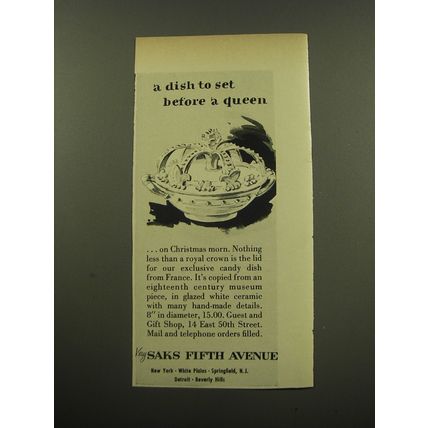 a dish to set
before a queen
. . . on Christmas morn. Nothing
less than a royal crown is the lid
for our exclusive candy dish
from France. It's copied from an
eighteenth century museum
piece, in glazed white ceramic
with many hand-made details.
8" in diameter, 15.00. Guest and
Gift Shop, 14 East 50th Street.
Mail and telephone orders filled.
Very SAKS FIFTH AVENUE
New York · White Plains · Springfield, N.J.
Detroit · Beverly Hills